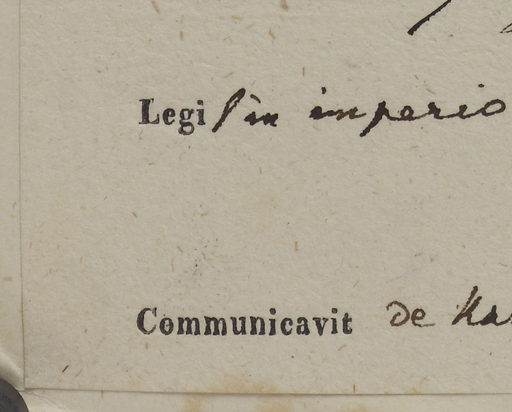 Legi in imperio
Communicavit de